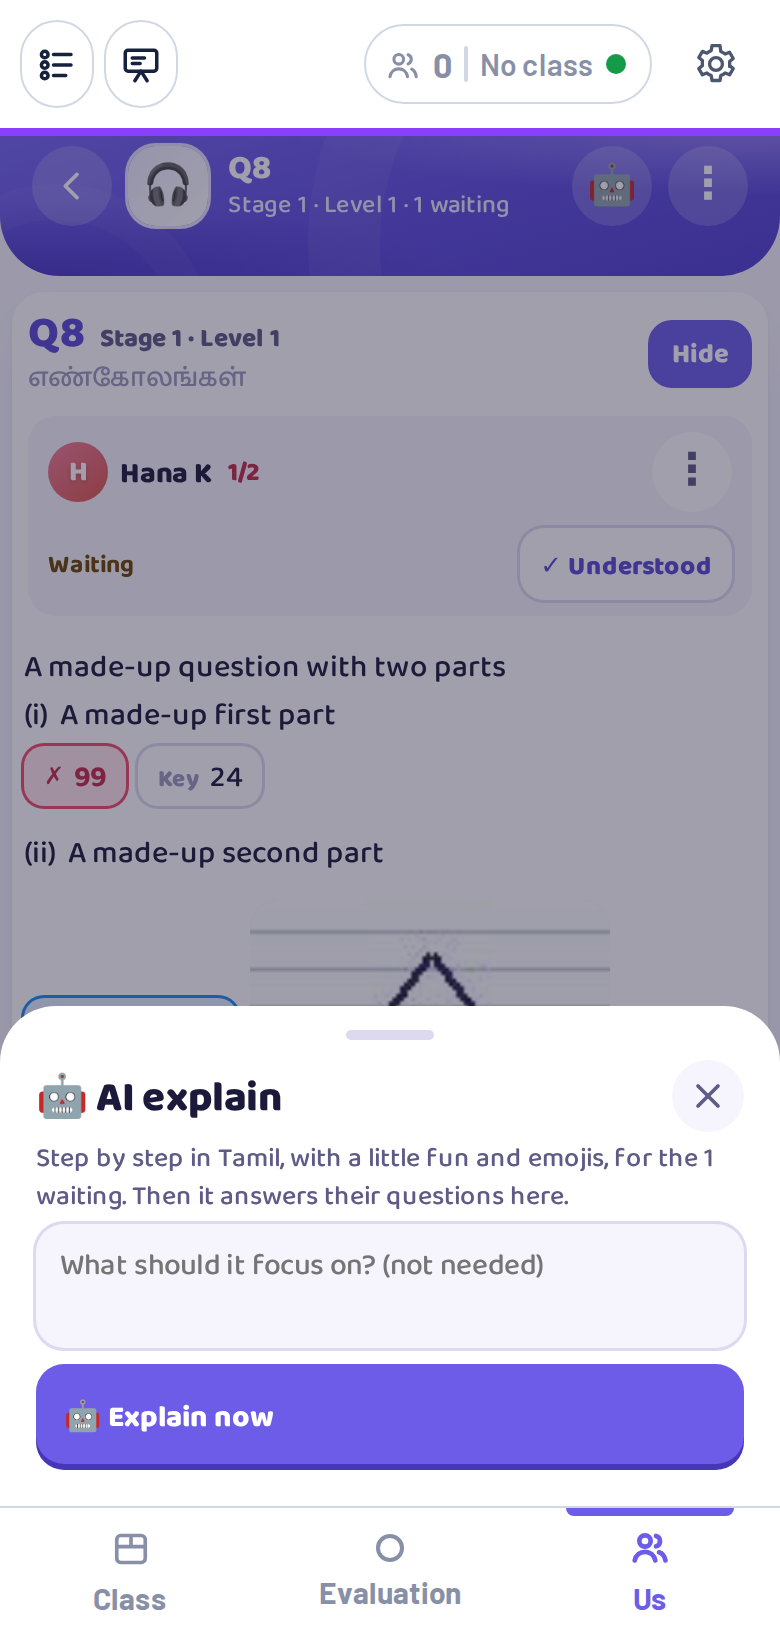 0 No class
Q8
Stage 1 · Level 1 · 1 waiting
Q8 Stage 1 · Level 1
Hide
எண்கோலங்கள்
H Hana K 1/2
Waiting
✓ Understood
A made-up question with two parts
(i) A made-up first part
✗ 99 Key 24
(ii) A made-up second part
AI explain
Step by step in Tamil, with a little fun and emojis, for the 1
waiting. Then it answers their questions here.
What should it focus on? (not needed)
Explain now
Class Evaluation Us